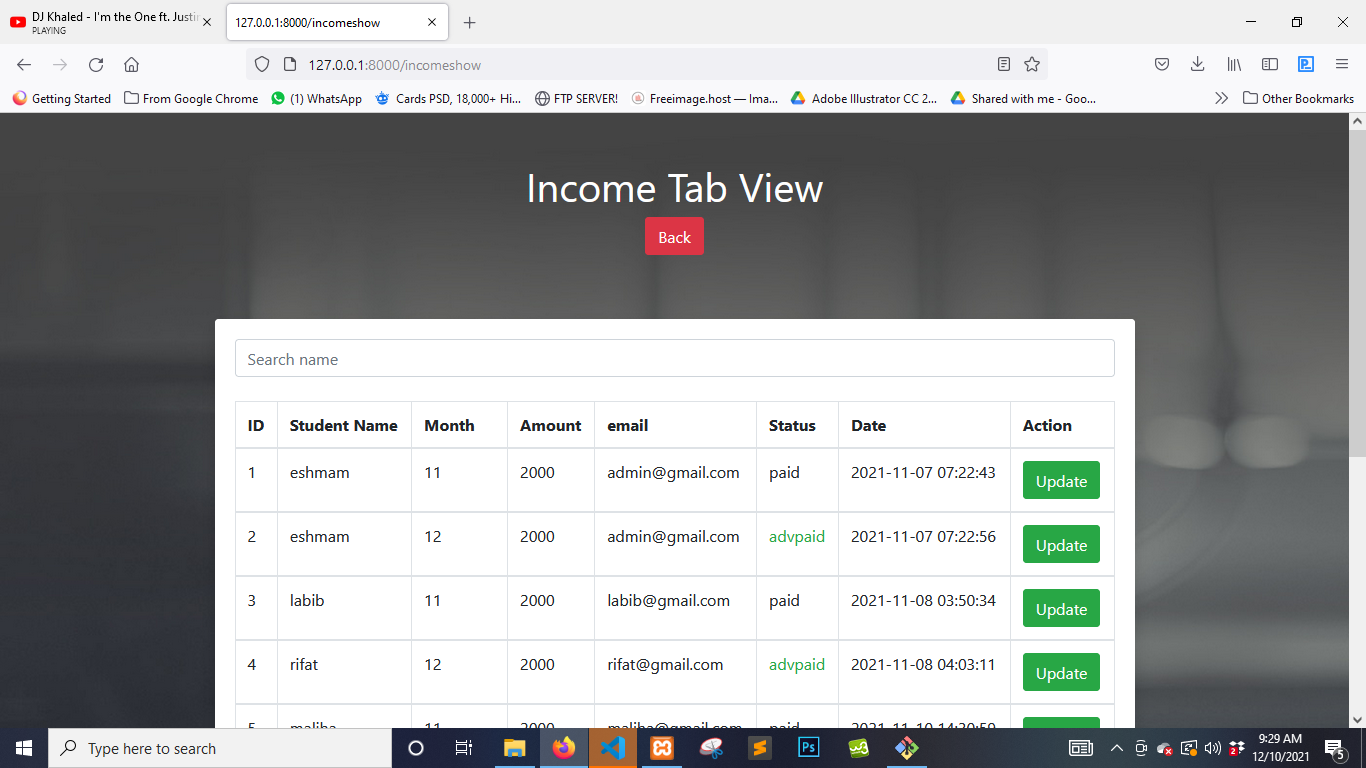 DJ Khaled - I'm the One ft. Justin
PLAYING
127.0.0.1:8000/incomeshow
127.0.0.1:8000/incomeshow
Getting Started From Google Chrome (1) WhatsApp Cards PSD, 18,000+ Hi... FTP SERVER! Freeimage.host — Ima... Adobe Illustrator CC 2... Shared with me - Goo... Other Bookmarks
Income Tab View
Back
Search name
ID Student Name Month Amount email Status Date Action
1 eshmam 11 2000 admin@gmail.com paid 2021-11-07 07:22:43 Update
2 eshmam 12 2000 admin@gmail.com advpaid 2021-11-07 07:22:56 Update
3 labib 11 2000 labib@gmail.com paid 2021-11-08 03:50:34 Update
4 rifat 12 2000 rifat@gmail.com advpaid 2021-11-08 04:03:11 Update
5 maliha 11 2000 maliha@gmail.com paid
Type here to search
9:29 AM
12/10/2021
5